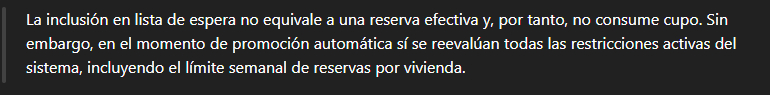 La inclusión en lista de espera no equivale a una reserva efectiva y, por tanto, no consume cupo. Sin
embargo, en el momento de promoción automática sí se reevalúan todas las restricciones activas del
sistema, incluyendo el límite semanal de reservas por vivienda.